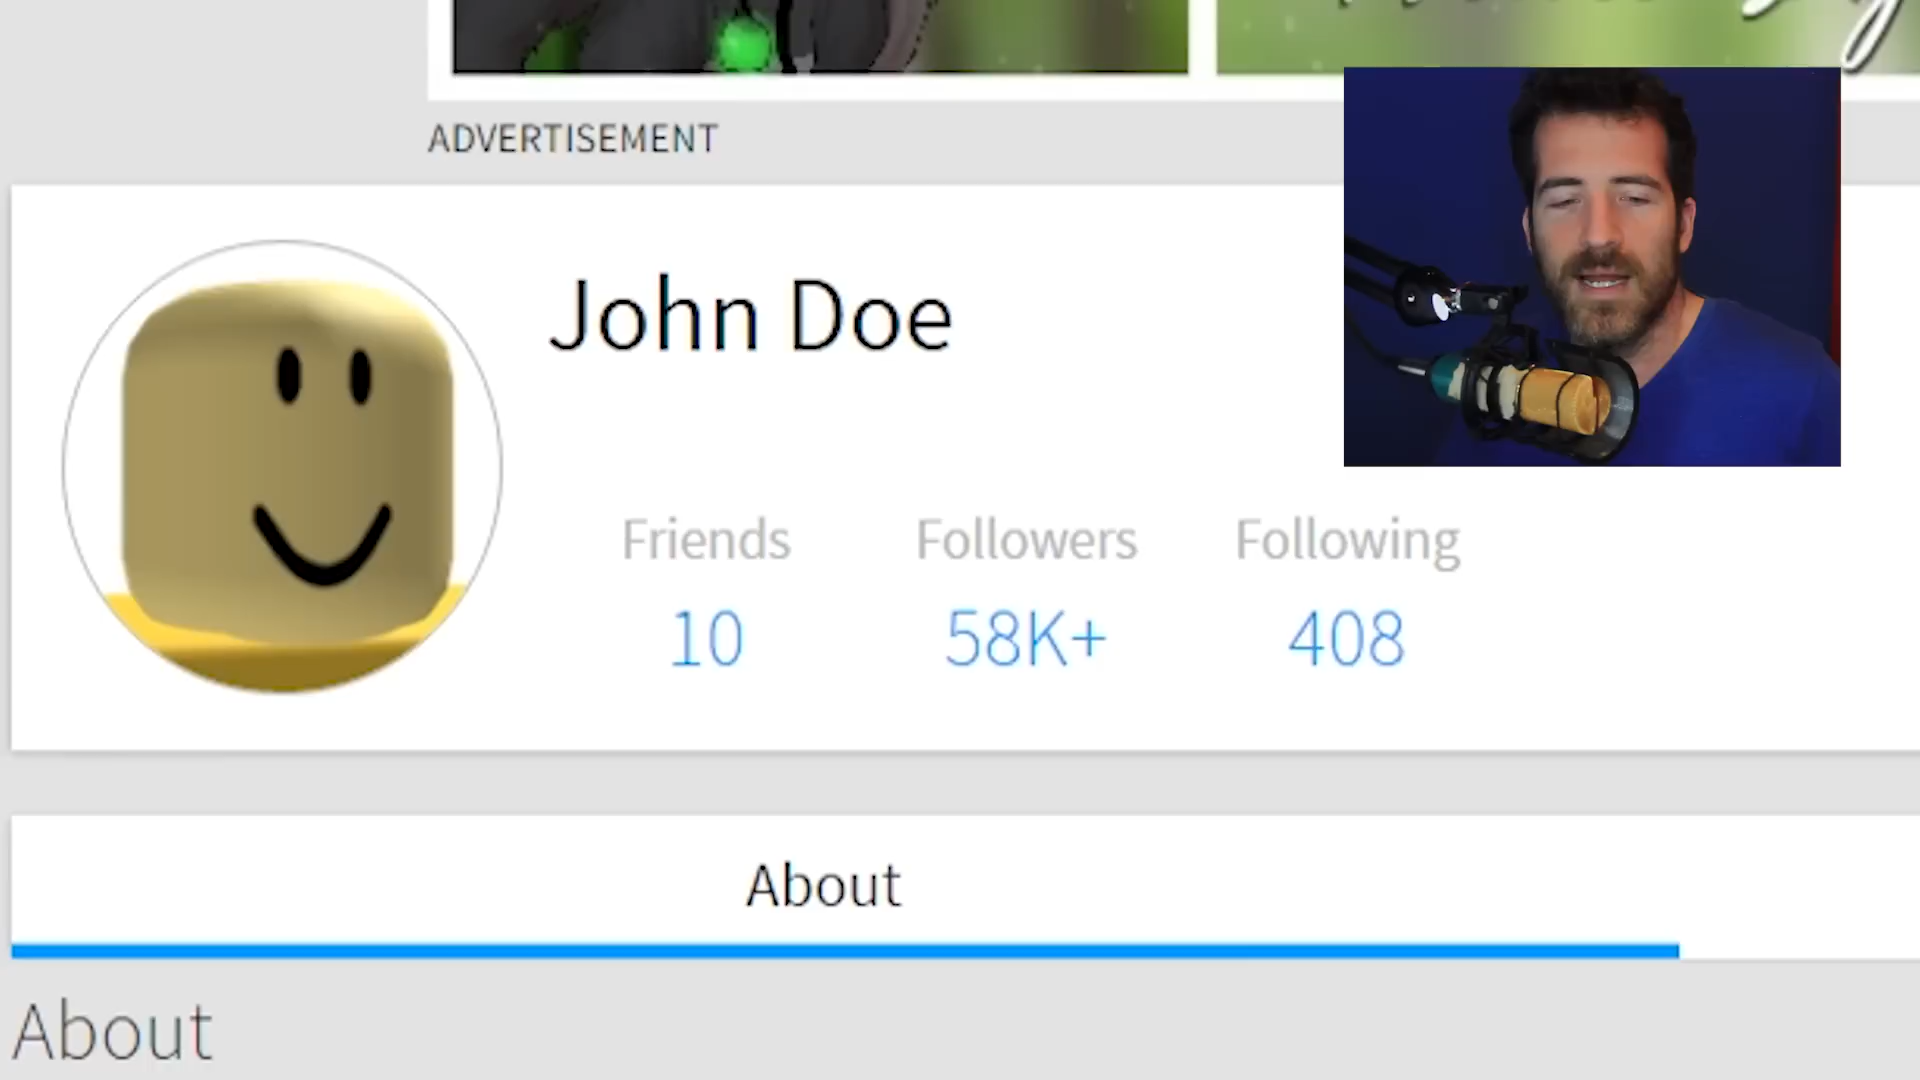 ADVERTISEMENT
John Doe
Friends Followers Following
10 58K+ 408
About
About